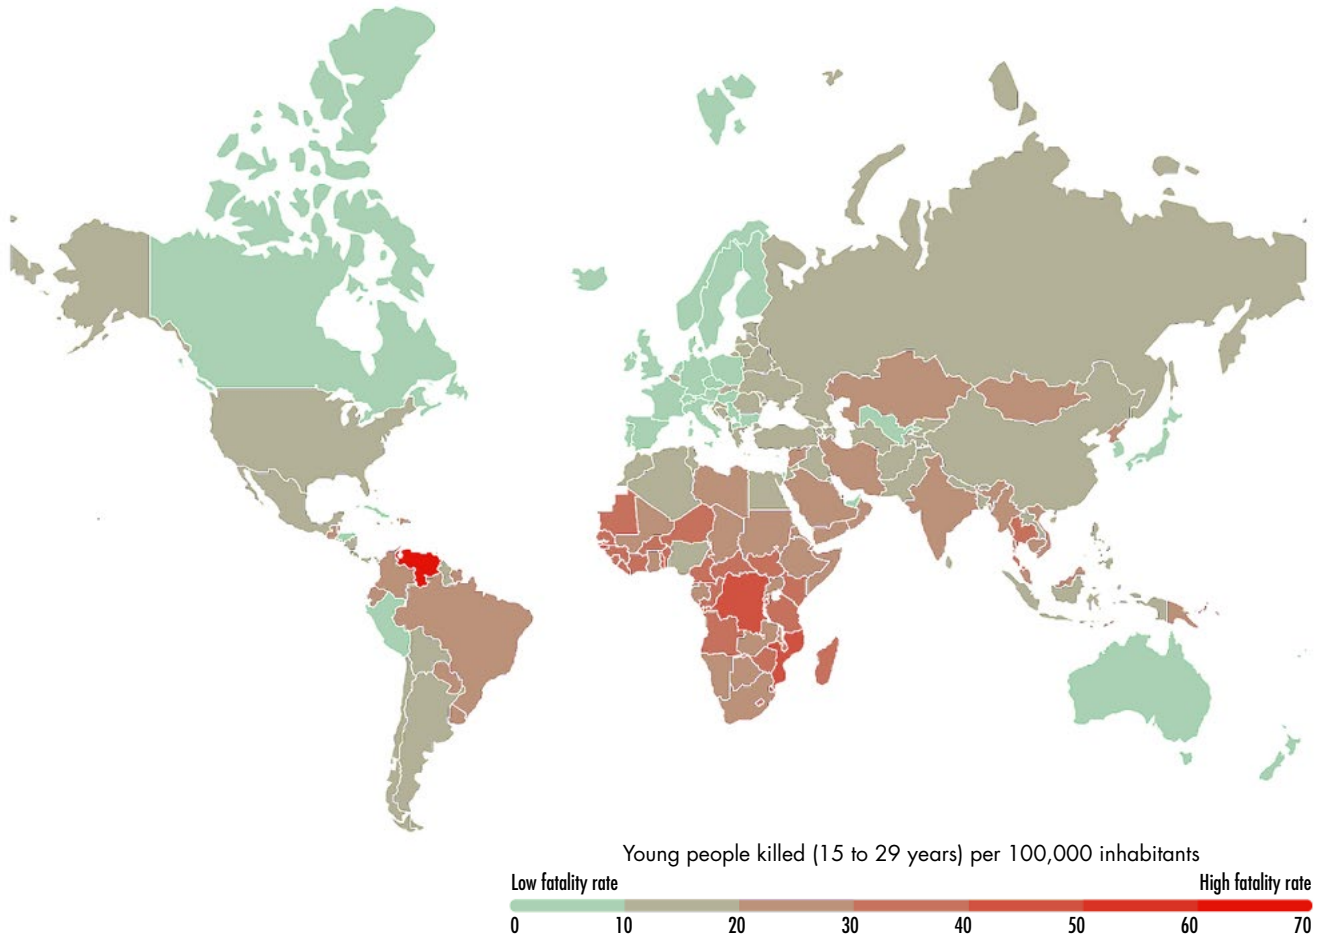 Young people killed (15 to 29 years) per 100,000 inhabitants
Low fatality rate High fatality rate
0 10 20 30 40 50 60 70